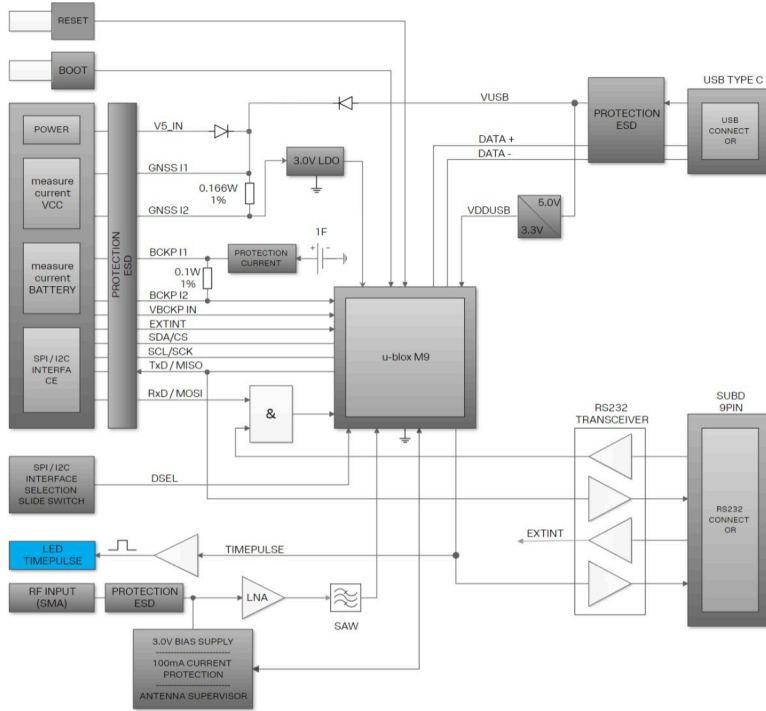 RESET
BOOT
USB TYPE C
VUSB
PROTECTION
ESD
USB
CONNECT
OR
POWER
V5_IN
DATA +
DATA -
GNSS I1
3.0V LDO
measure
current
VCC
0.166W
1%
GNSS I2
VDDUSB
5.0V
3.3V
PROTECTION
ESD
1F
+ -
BCKP I1
PROTECTION
CURRENT
measure
current
BATTERY
0.1W
1%
BCKP I2
VBCKP IN
EXTINT
SDA/CS
SCL/SCK
TxD / MISO
u-blox M9
SPI / I2C
INTERFA
CE
RxD / MOSI
&
RS232
TRANSCEIVER
SUBD
9PIN
SPI / I2C
INTERFACE
SELECTION
SLIDE SWITCH
DSEL
EXTINT
RS232
CONNECT
OR
LED
TIMEPULSE
TIMEPULSE
RF INPUT
(SMA)
PROTECTION
ESD
LNA
SAW
3.0V BIAS SUPPLY
100mA CURRENT
PROTECTION
ANTENNA SUPERVISOR